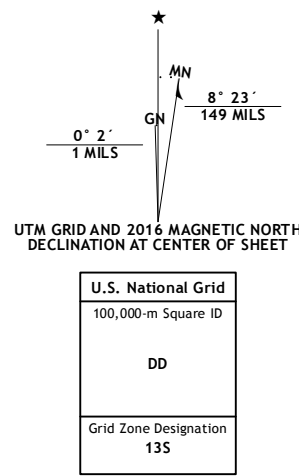 MN
GN
8° 23´
149 MILS
0° 2´
1 MILS
UTM GRID AND 2016 MAGNETIC NORTH
DECLINATION AT CENTER OF SHEET
U.S. National Grid
100,000-m Square ID
DD
Grid Zone Designation
13S